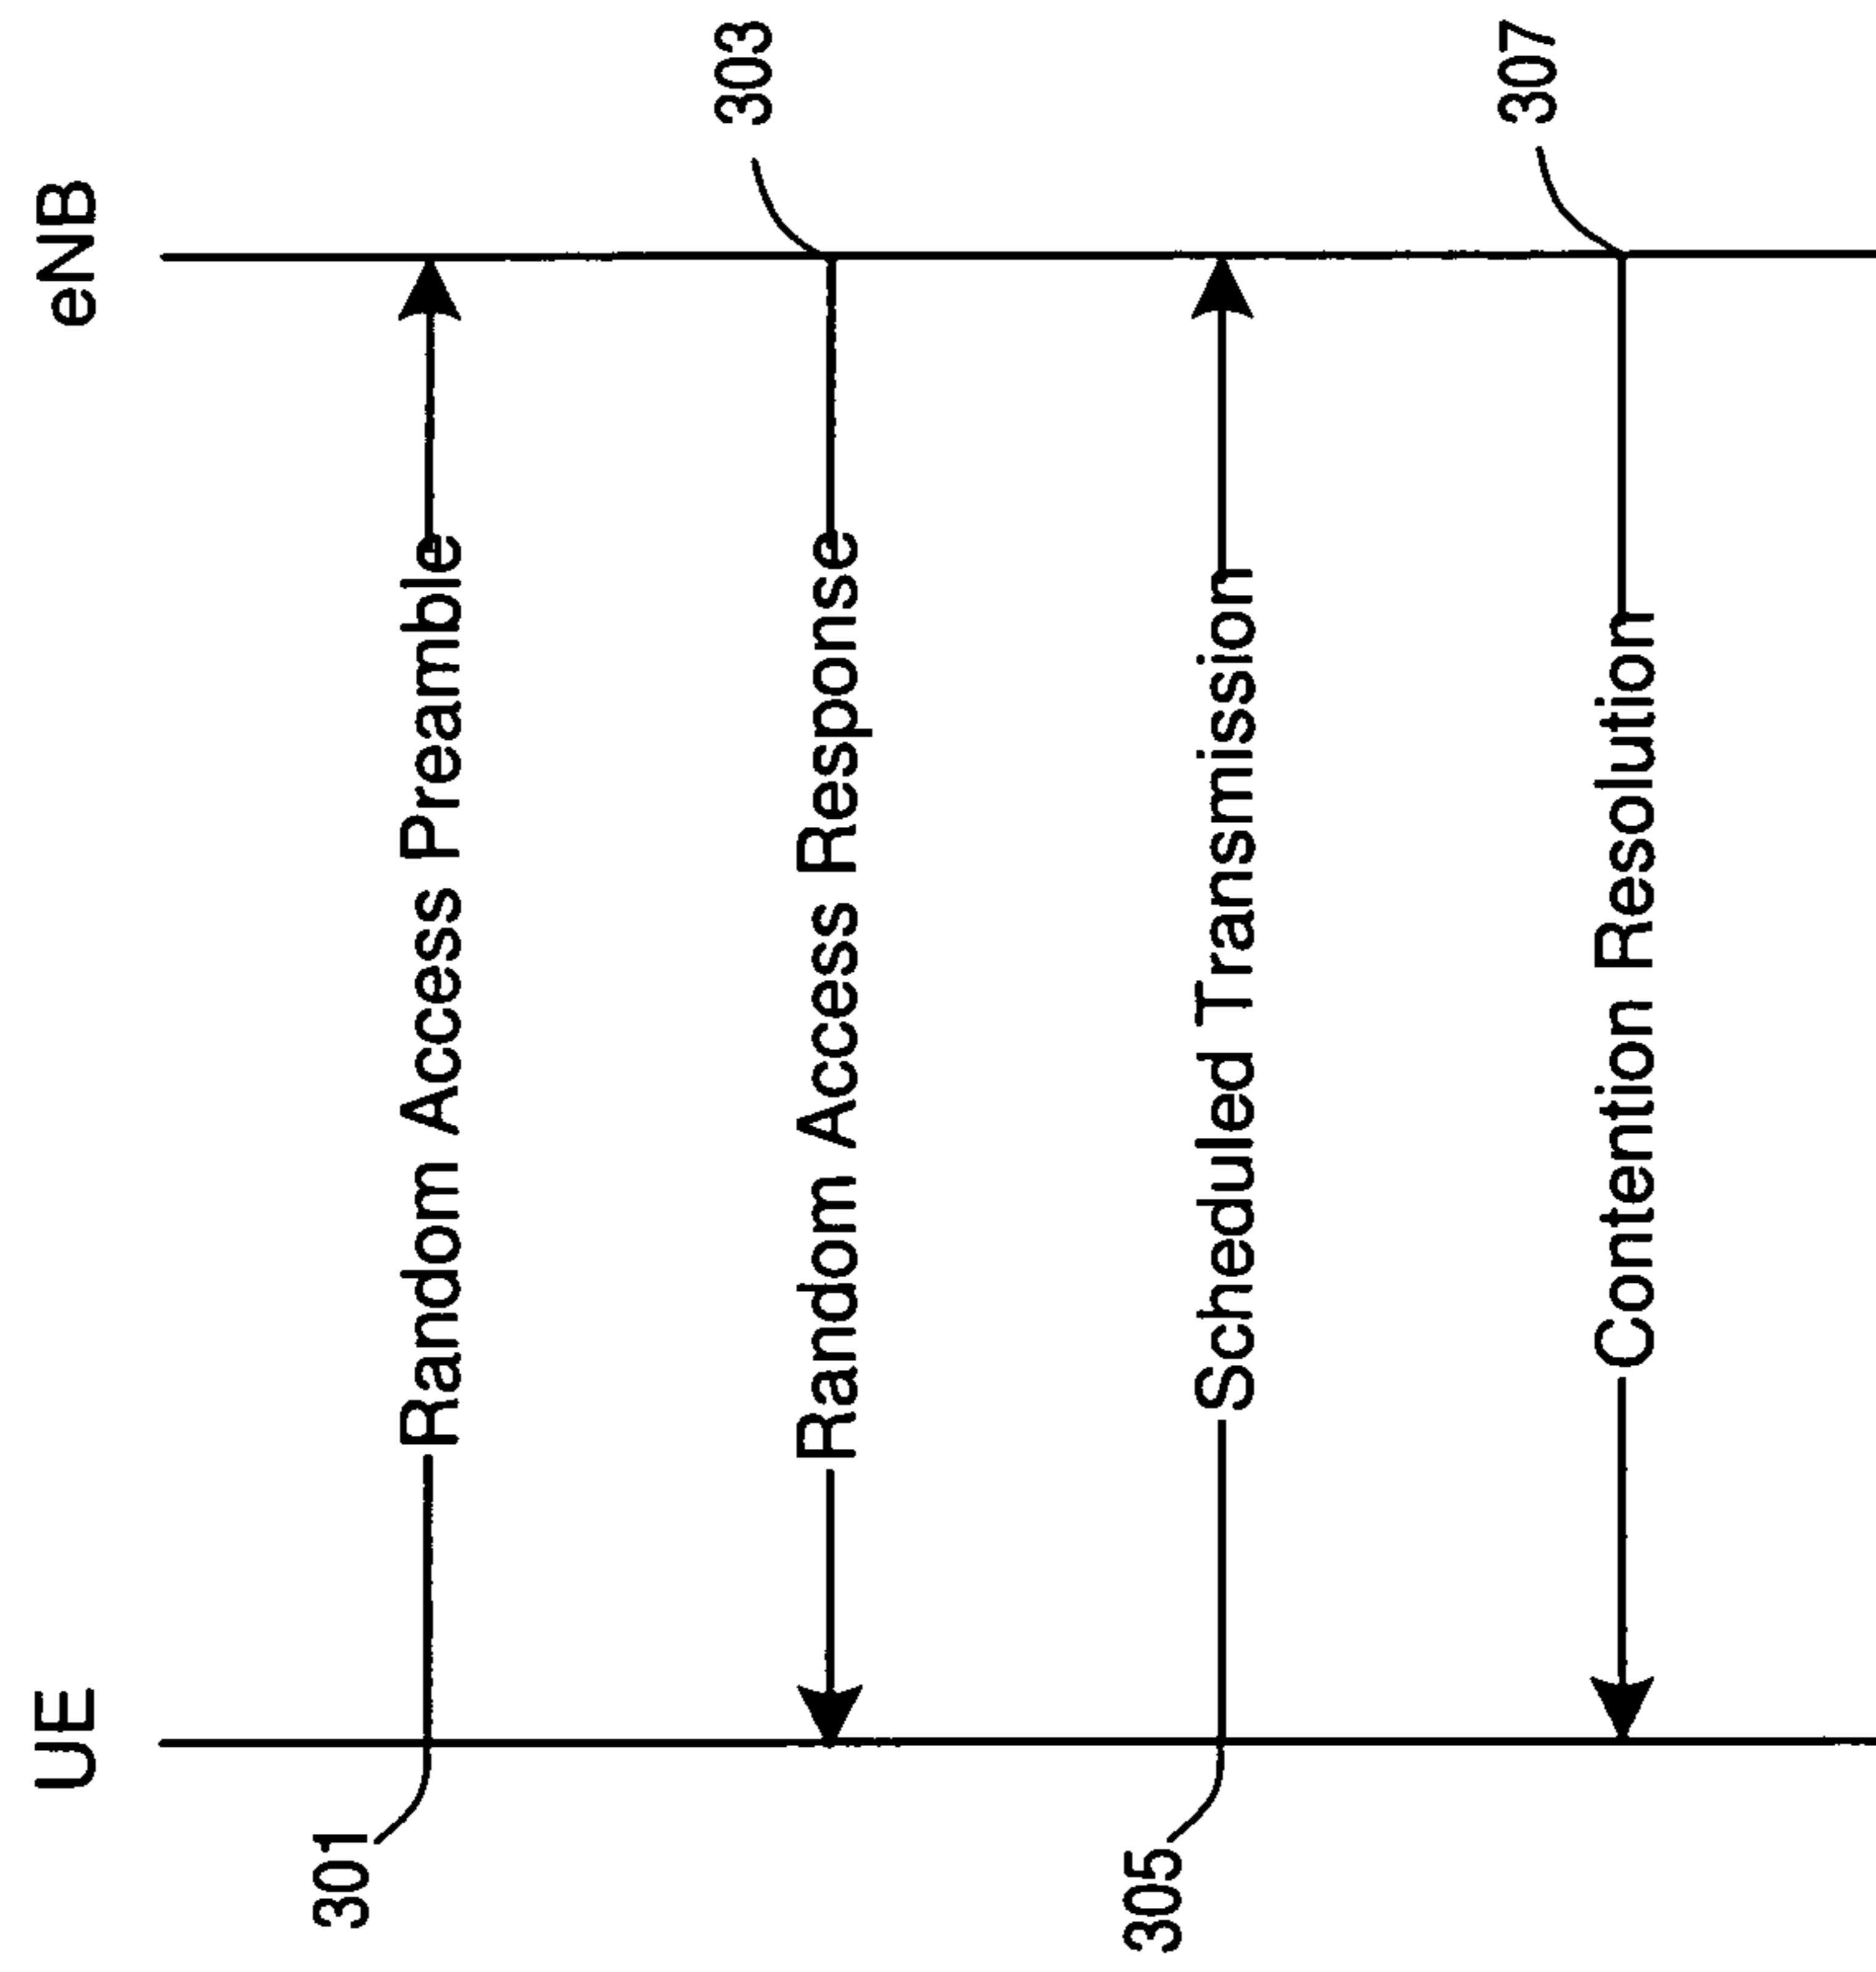 UE
eNB
301
Random Access Preamble
303
Random Access Response
305
Scheduled Transmission
307
Contention Resolution